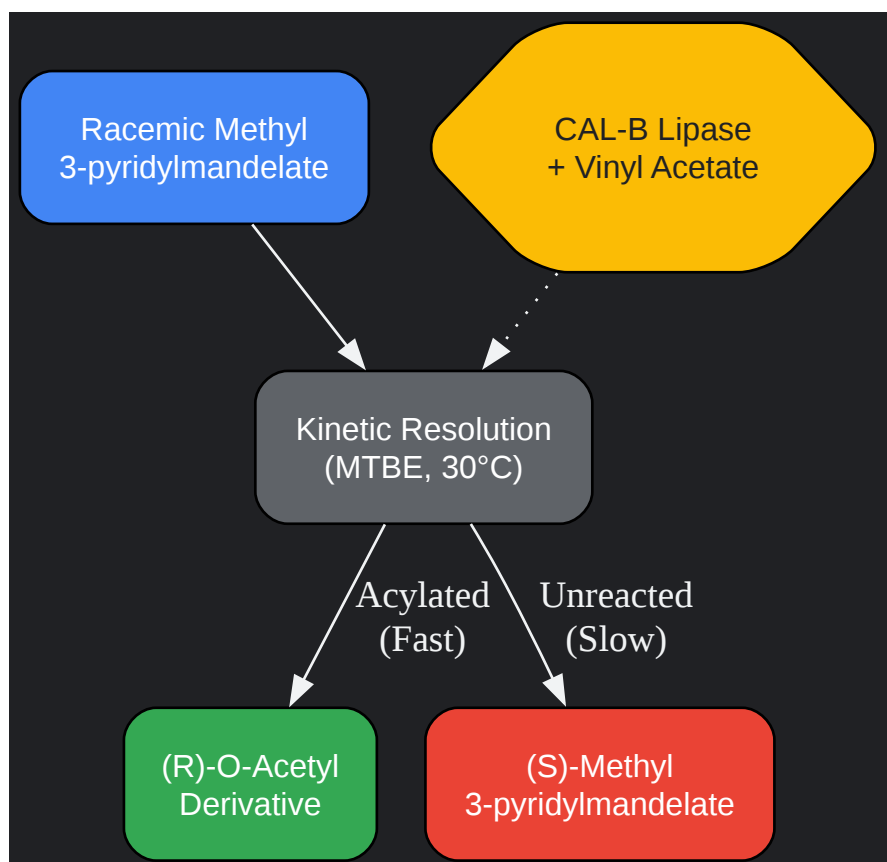 Racemic Methyl
3-pyridylmandelate
CAL-B Lipase
+ Vinyl Acetate
Kinetic Resolution
(MTBE, 30°C)
Acylated
(Fast)
Unreacted
(Slow)
(R)-O-Acetyl
Derivative
(S)-Methyl
3-pyridylmandelate